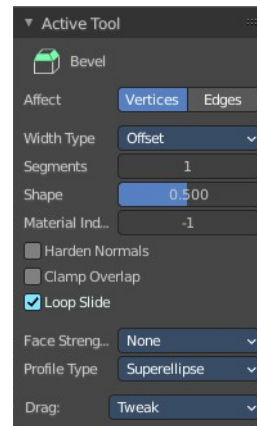 Active Tool
Bevel
Affect Vertices Edges
Width Type Offset
Segments 1
Shape 0.500
Material Ind... -1
Harden Normals
Clamp Overlap
Loop Slide
Face Streng... None
Profile Type Superellipse
Drag: Tweak